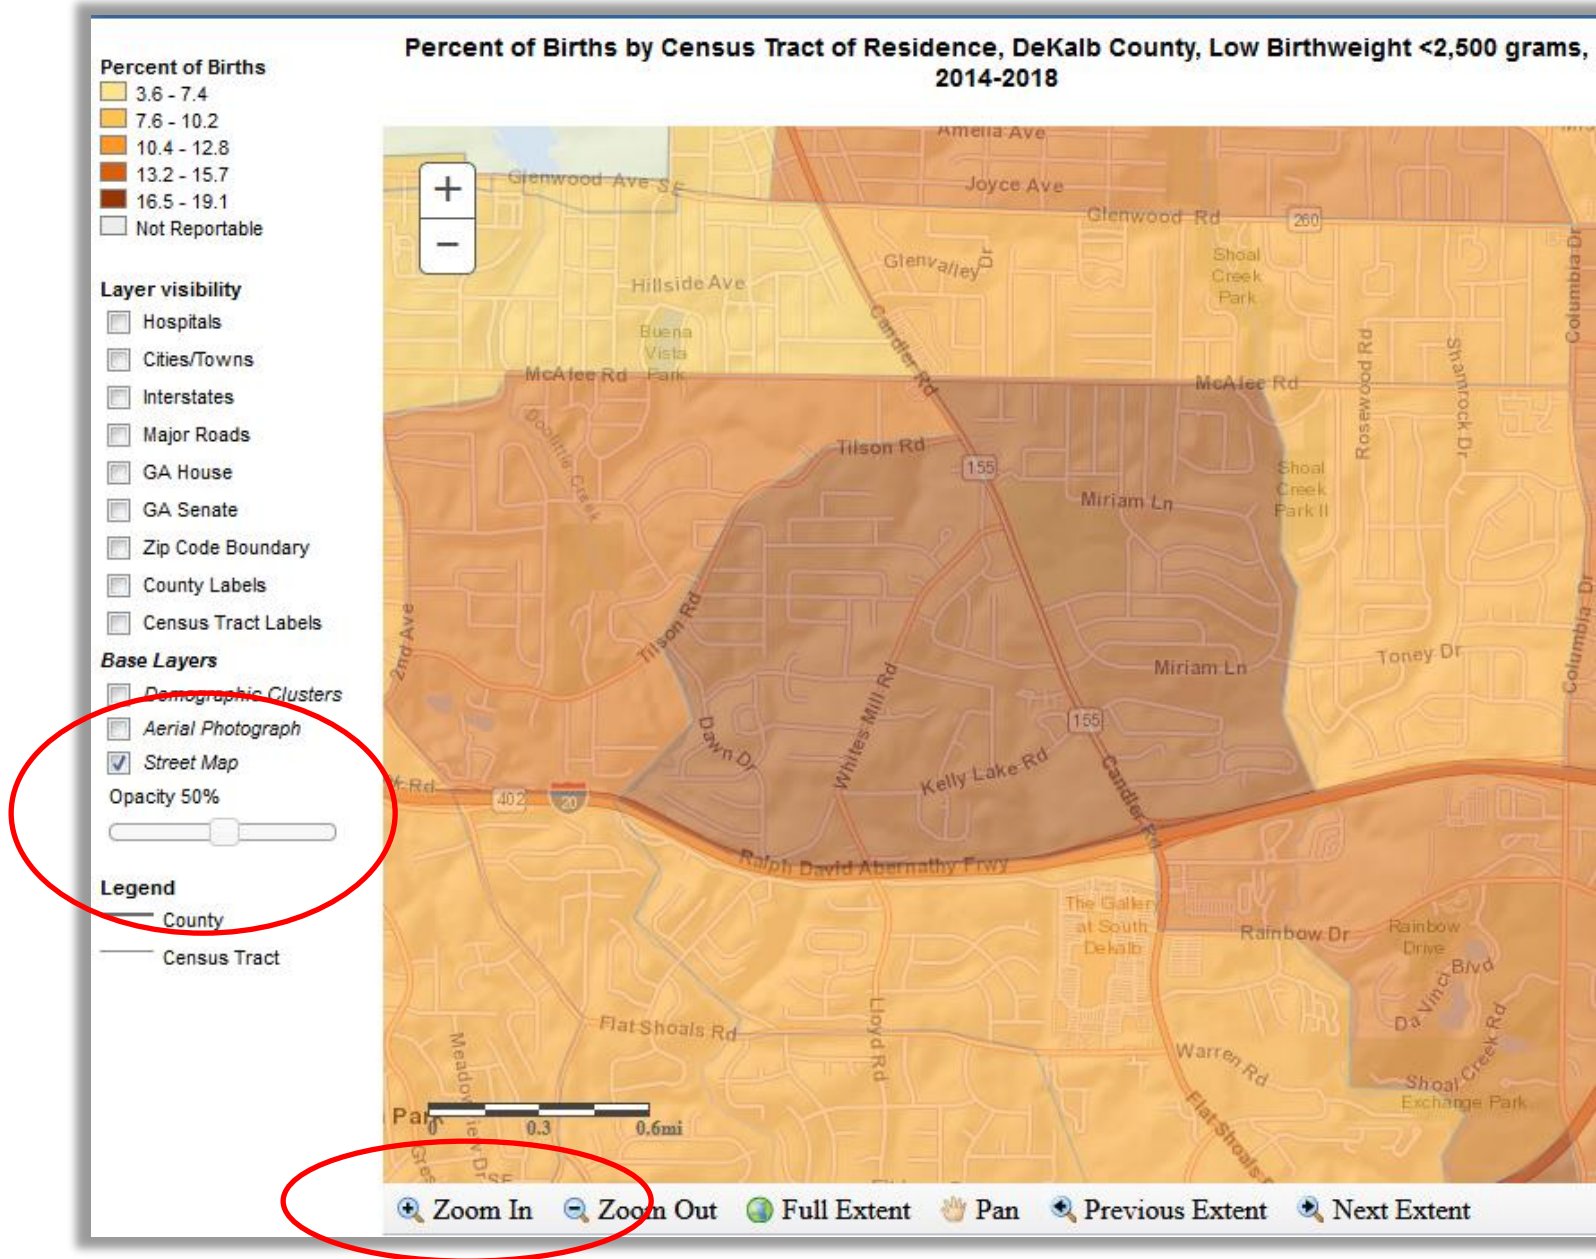 Percent of Births by Census Tract of Residence, DeKalb County, Low Birthweight <2,500 grams,
2014-2018
Percent of Births
3.6 - 7.4
7.6 - 10.2
10.4 - 12.8
13.2 - 15.7
16.5 - 19.1
Not Reportable
Layer visibility
Hospitals
Cities/Towns
Interstates
Major Roads
GA House
GA Senate
Zip Code Boundary
County Labels
Census Tract Labels
Base Layers
Demographic Clusters
Aerial Photograph
Street Map
Opacity 50%
Legend
County
Census Tract
+
−
Amelia Ave
Glenwood Ave SE
Joyce Ave
Glenwood Rd
260
Columbia Dr
Glenvalley Dr
Shoal
Creek
Park
Hillside Ave
Buena
Vista
Park
Candler Rd
McAfee Rd
McAfee Rd
Rosewood Rd
Shamrock Dr
Doolittle Creek
Tilson Rd
155
Miriam Ln
Shoal
Creek
Park II
2nd Ave
Tilson Rd
Whites Mill Rd
Miriam Ln
Toney Dr
Columbia Dr
155
Dawn Dr
Kelly Lake Rd
Candler Rd
Rd
402
20
Ralph David Abernathy Frwy
The Gallery
at South
Dekalb
Rainbow Dr
Rainbow
Drive
Da Vinci Blvd
Flat Shoals Rd
Lloyd Rd
Meadowview Dr SE
Warren Rd
Shoal Creek Rd
Exchange Park
Flat Shoals
Park
Gres
0 0.3 0.6mi
Zoom In Zoom Out Full Extent Pan Previous Extent Next Extent